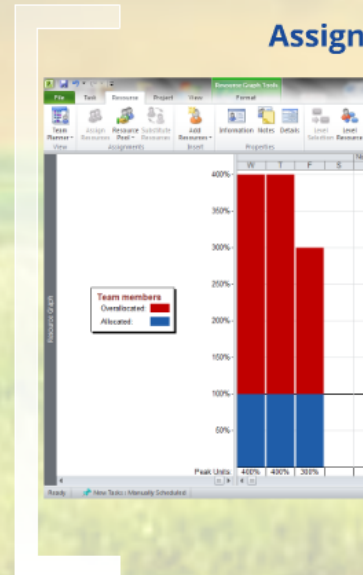 Assign
Resource Graph Tools
File Task Resource Project View Format
Team Planner Assign Resources Resource Pool Substitute Resources Add Resources Information Notes Details Level Selection Level Resource
View Assignments Insert Properties
W T F S
400%
350%
300%
250%
200%
150%
100%
50%
Team members
Overallocated:
Allocated:
Resource Graph
Peak Units: 400% 400% 300%
Ready New Tasks : Manually Scheduled